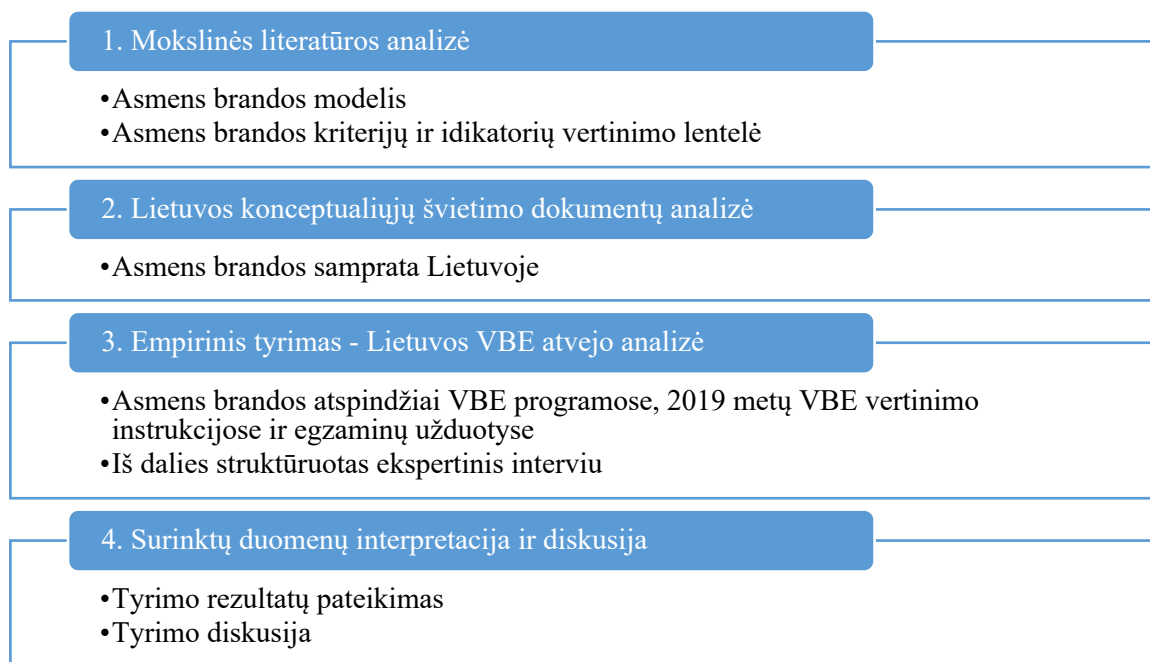 1. Mokslinės literatūros analizė
•Asmens brandos modelis
•Asmens brandos kriterijų ir idikatorių vertinimo lentelė
2. Lietuvos konceptualiųjų švietimo dokumentų analizė
•Asmens brandos samprata Lietuvoje
3. Empirinis tyrimas - Lietuvos VBE atvejo analizė
•Asmens brandos atspindžiai VBE programose, 2019 metų VBE vertinimo
instrukcijose ir egzaminų užduotyse
•Iš dalies struktūruotas ekspertinis interviu
4. Surinktų duomenų interpretacija ir diskusija
•Tyrimo rezultatų pateikimas
•Tyrimo diskusija